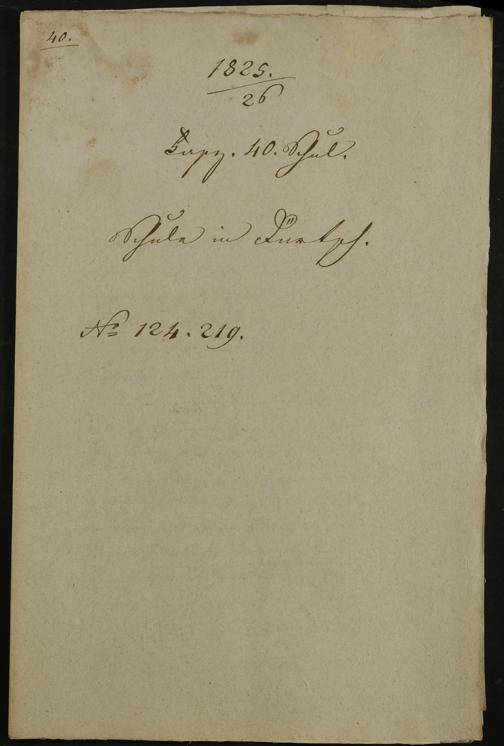 40.
1825.
26
40. Schul.
Schule in
No 124. 219.